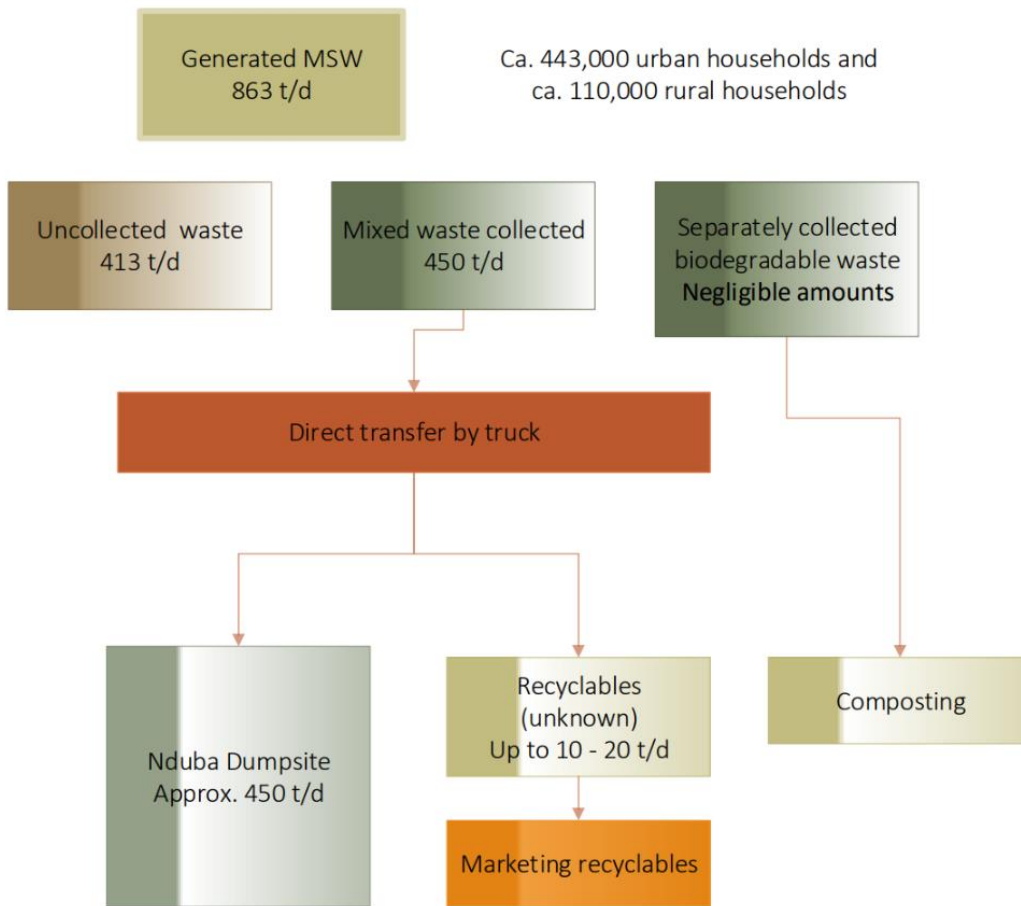 Generated MSW
863 t/d
Ca. 443,000 urban households and
ca. 110,000 rural households
Uncollected waste
413 t/d
Mixed waste collected
450 t/d
Separately collected
biodegradable waste
Negligible amounts
Direct transfer by truck
Nduba Dumpsite
Approx. 450 t/d
Recyclables
(unknown)
Up to 10 - 20 t/d
Composting
Marketing recyclables